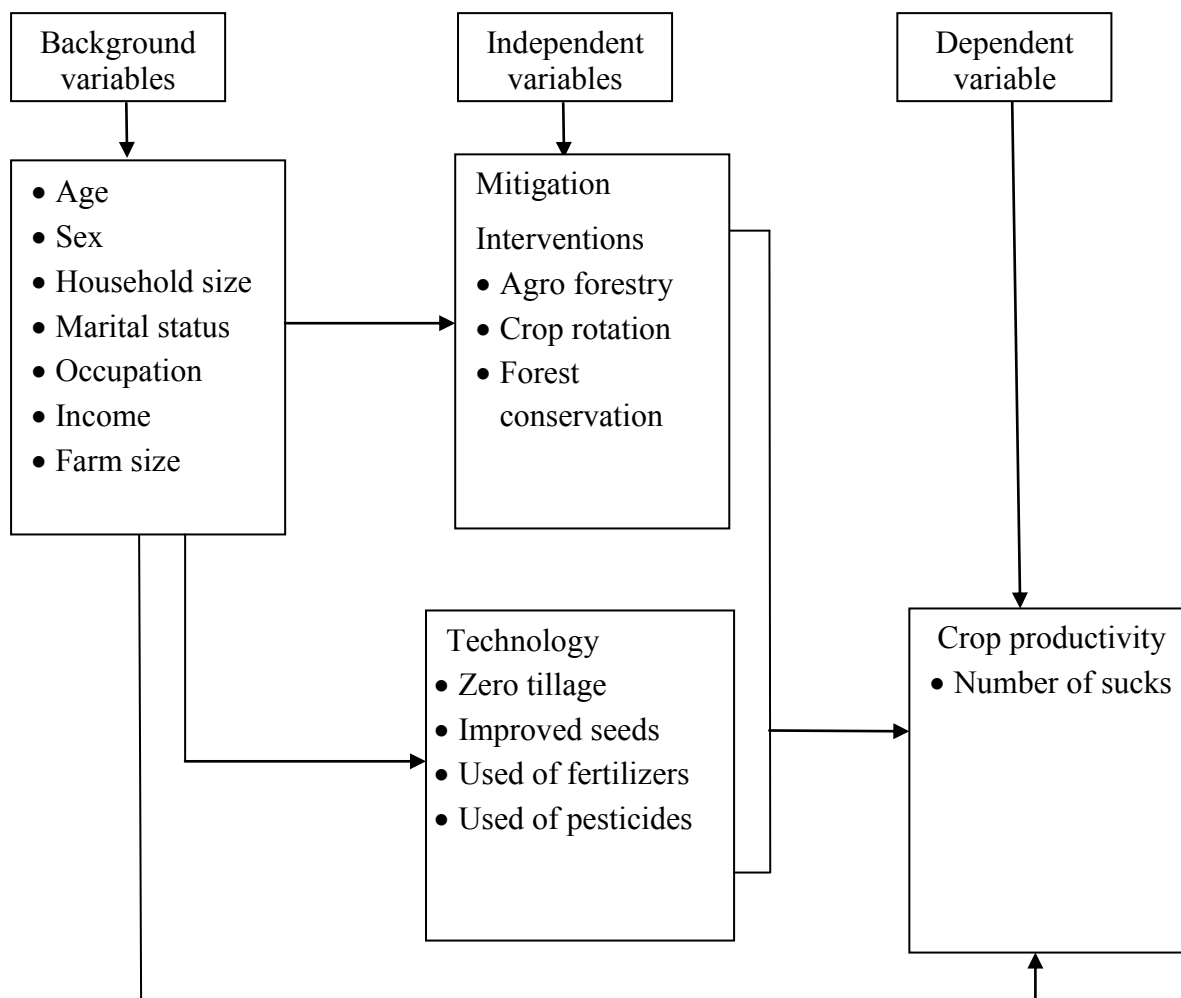 Background
variables
Independent
variables
Dependent
variable
• Age
• Sex
• Household size
• Marital status
• Occupation
• Income
• Farm size
Mitigation
Interventions
• Agro forestry
• Crop rotation
• Forest
conservation
Technology
• Zero tillage
• Improved seeds
• Used of fertilizers
• Used of pesticides
Crop productivity
• Number of sucks